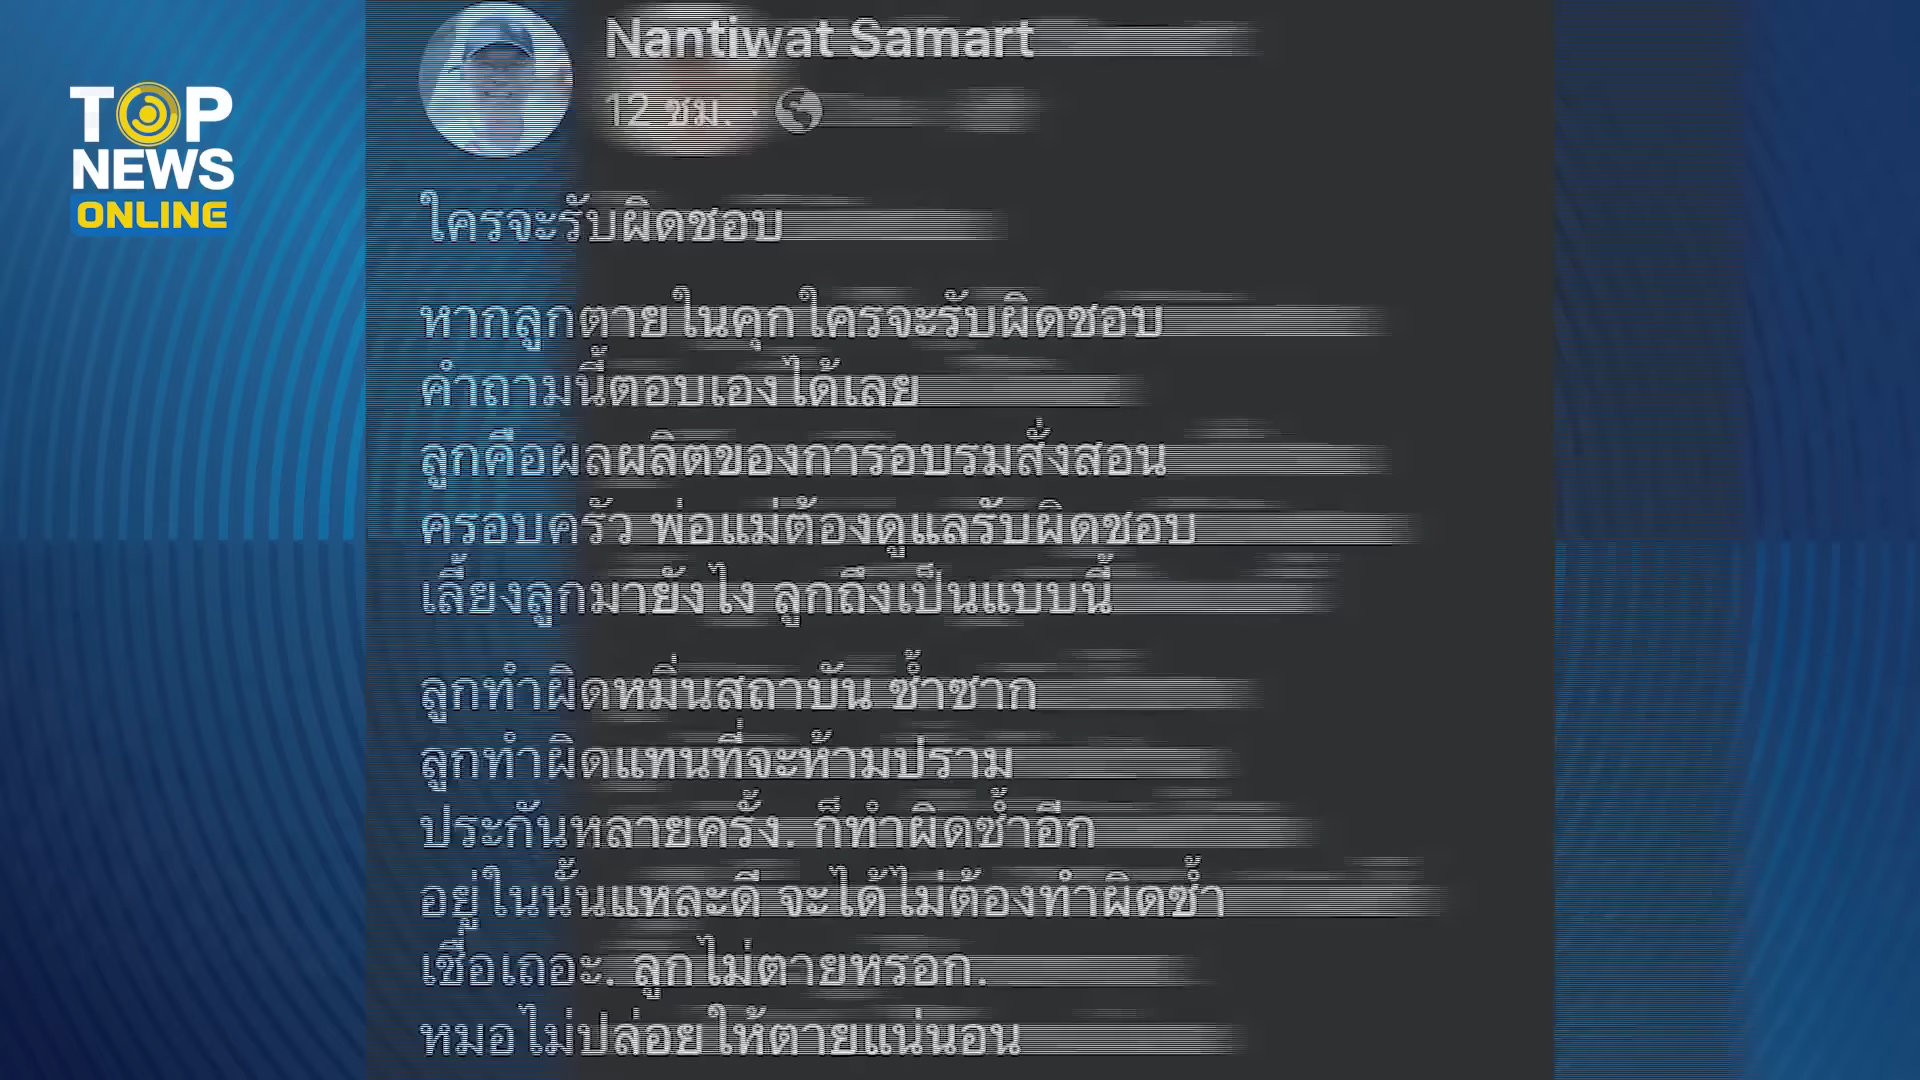 TOP
NEWS
ONLINE
Nantiwat Samart
12 ชม. ·
ใครจะรับผิดชอบ
หากลูกตายในคุกใครจะรับผิดชอบ
คำถามนี้ตอบเองได้เลย
ลูกคือผลผลิตของการอบรมสั่งสอน
ครอบครัว พ่อแม่ต้องดูแลรับผิดชอบ
เลี้ยงลูกมายังไง ลูกถึงเป็นแบบนี้
ลูกทำผิดหมิ่นสถาบัน ซ้ำซาก
ลูกทำผิดแทนที่จะห้ามปราม
ประกันหลายครั้ง. ก็ทำผิดซ้ำอีก
อยู่ในนั้นแหละดี จะได้ไม่ต้องทำผิดซ้ำ
เชื่อเถอะ. ลูกไม่ตายหรอก.
หมอไม่ปล่อยให้ตายแน่นอน